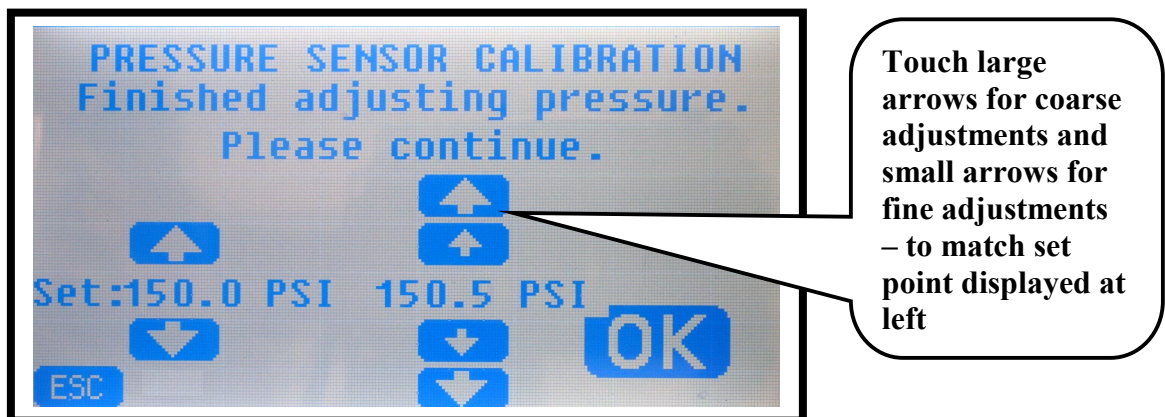 PRESSURE SENSOR CALIBRATION
Finished adjusting pressure.
Please continue.
Set:150.0 PSI 150.5 PSI
OK
ESC
Touch large
arrows for coarse
adjustments and
small arrows for
fine adjustments
– to match set
point displayed at
left